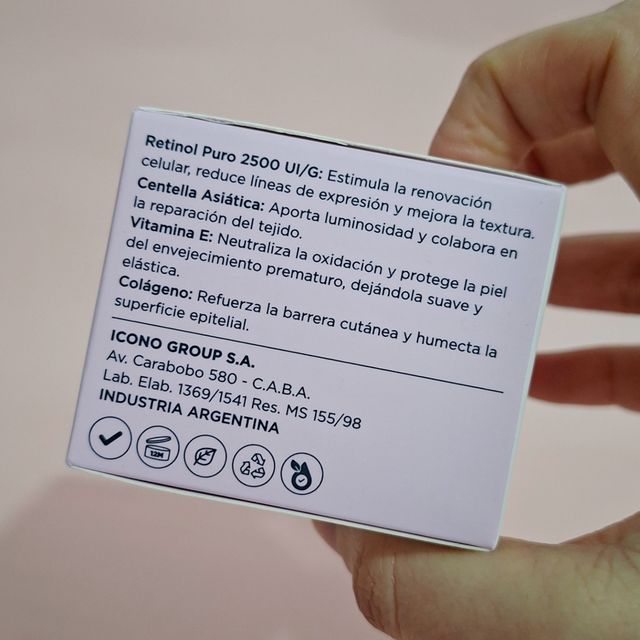 Retinol Puro 2500 UI/G: Estimula la renovación
celular, reduce líneas de expresión y mejora la textura.
Centella Asiática: Aporta luminosidad y colabora en
la reparación del tejido.
Vitamina E: Neutraliza la oxidación y protege la piel
del envejecimiento prematuro, dejándola suave y
elástica.
Colágeno: Refuerza la barrera cutánea y humecta la
superficie epitelial.
ICONO GROUP S.A.
Av. Carabobo 580 - C.A.B.A.
Lab. Elab. 1369/1541 Res. MS 155/98
INDUSTRIA ARGENTINA
12M